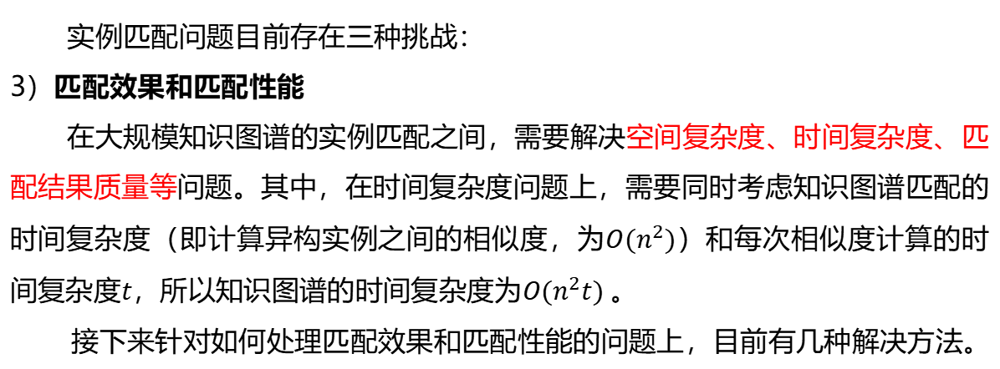 实例匹配问题目前存在三种挑战：
3）匹配效果和匹配性能
在大规模知识图谱的实例匹配之间，需要解决空间复杂度、时间复杂度、匹
配结果质量等问题。其中，在时间复杂度问题上，需要同时考虑知识图谱匹配的
时间复杂度（即计算异构实例之间的相似度，为O(n²)）和每次相似度计算的时
间复杂度t，所以知识图谱的时间复杂度为O(n²t) 。
接下来针对如何处理匹配效果和匹配性能的问题上，目前有几种解决方法。